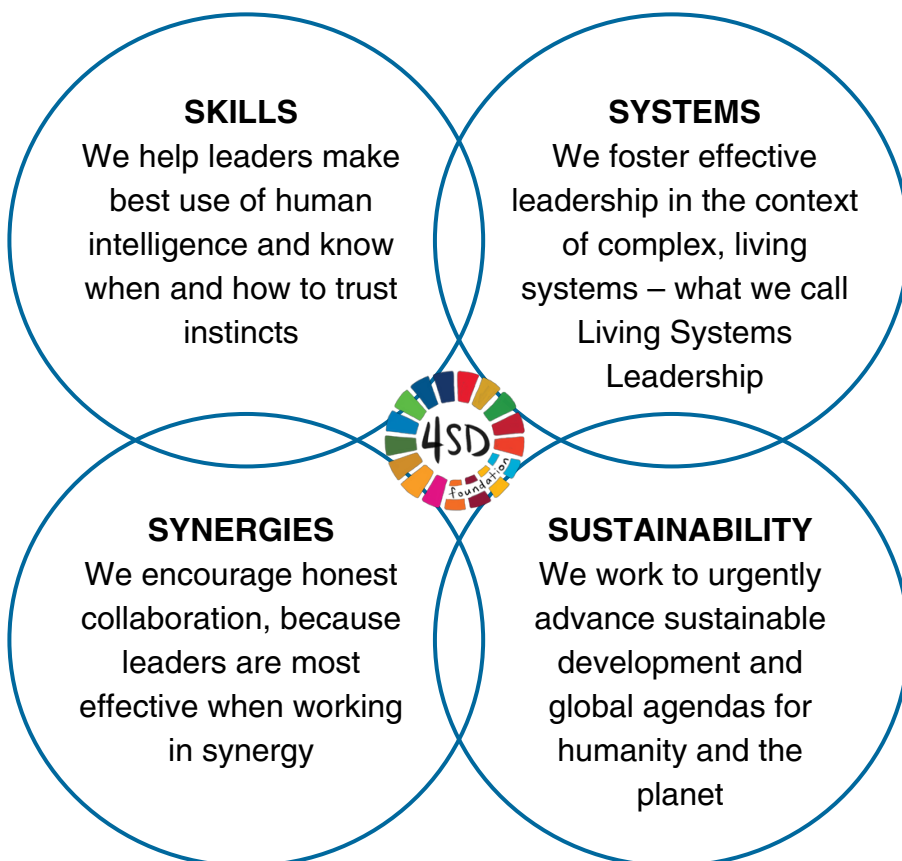 SKILLS
We help leaders make
best use of human
intelligence and know
when and how to trust
instincts
SYSTEMS
We foster effective
leadership in the context
of complex, living
systems – what we call
Living Systems
Leadership
4SD
foundation
SYNERGIES
We encourage honest
collaboration, because
leaders are most
effective when working
in synergy
SUSTAINABILITY
We work to urgently
advance sustainable
development and
global agendas for
humanity and the
planet